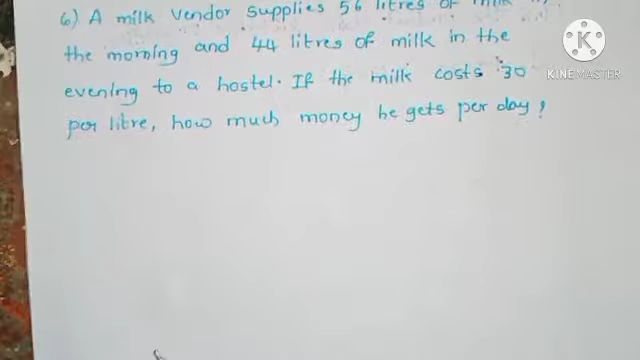 6) A milk vendor supplies 56 litres of milk
the morning and 44 litres of milk in the
evening to a hostel. If the milk costs 30
per litre, how much money he gets per day?
KINEMASTER